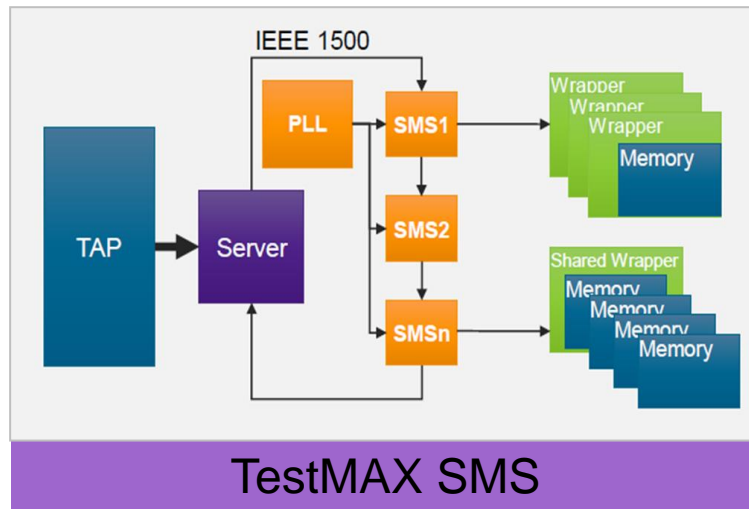 IEEE 1500
TAP
Server
PLL
SMS1
SMS2
SMSn
Wrapper
Wrapper
Wrapper
Memory
Shared Wrapper
Memory
Memory
Memory
Memory
TestMAX SMS